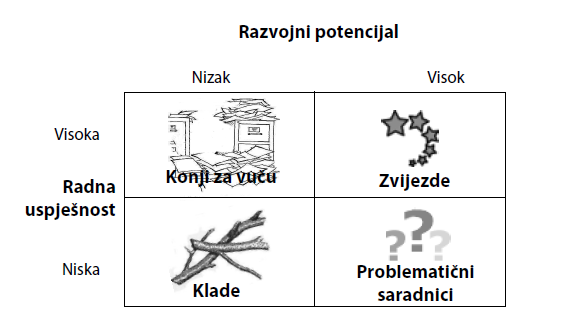 Razvojni potencijal
Nizak
Visok
Visoka
Konji za vuču
Zvijezde
Radna
uspješnost
Niska
Klade
???
Problematični
saradnici